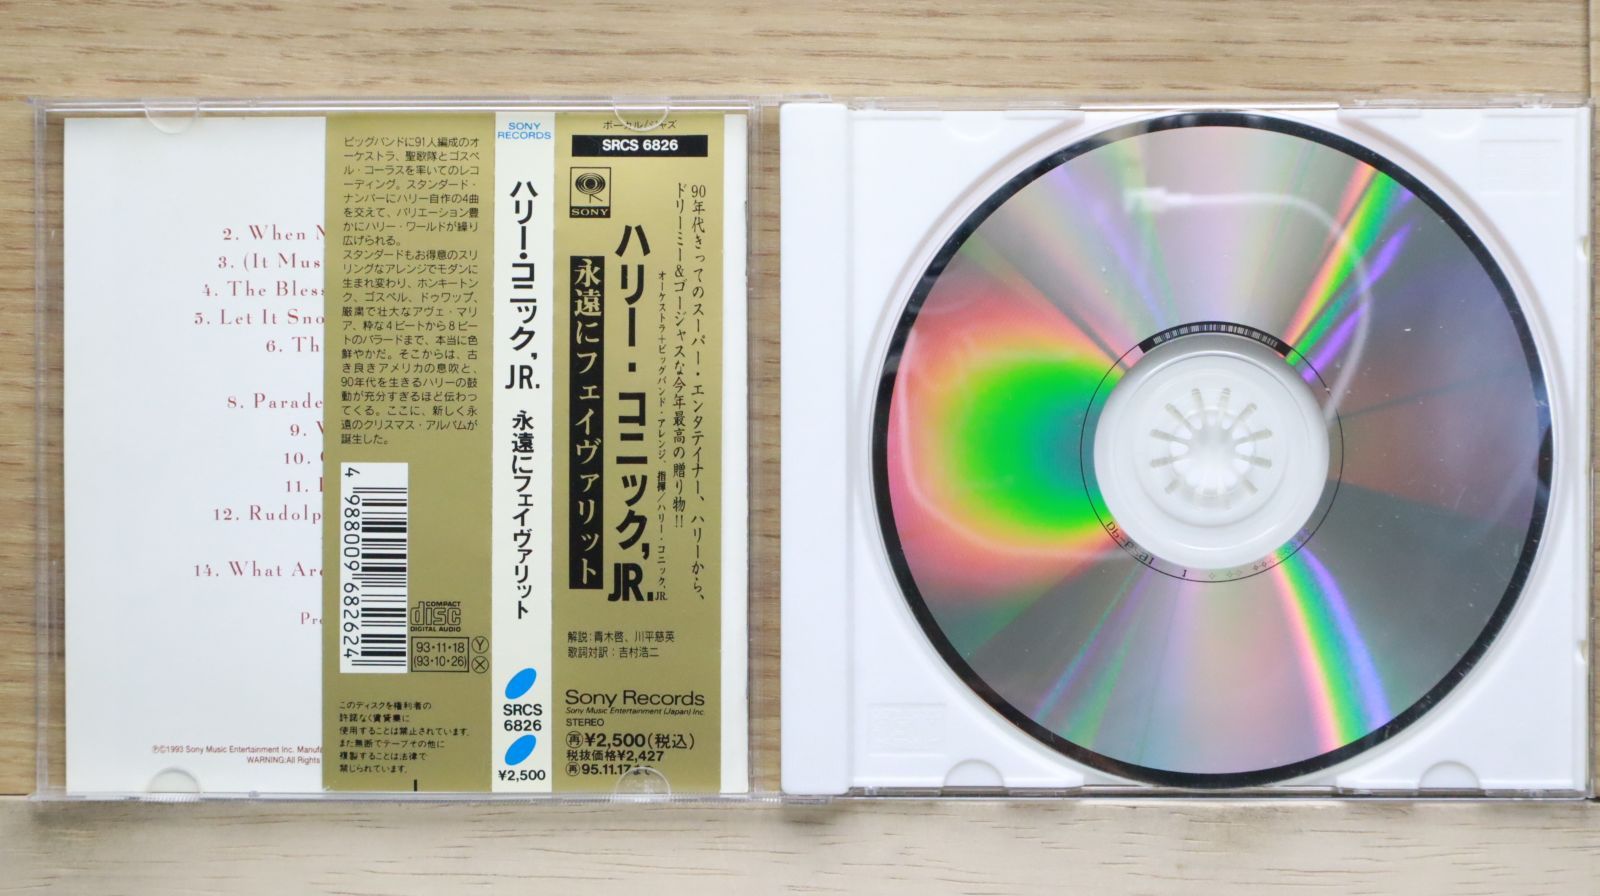 2. When
3. (It Mus
4. The Bless
5. Let It Sno
6. Th
8. Parade
9.
10.
11.
12. Rudolp
14. What Are
Pr
℗©1993 Sony Music Entertainment Inc. Manufa
WARNING:All Rights
ビッグバンドに91人編成のオ
ーケストラ、聖歌隊とゴスペ
ル・コーラスを率いてのレコ
ーディング。スタンダード・
ナンバーにハリー自作の4曲
を交えて、バリエーション豊
かにハリー・ワールドが繰り
広げられる。
スタンダードもお得意のスリ
リングなアレンジでモダンに
生まれ変わり、ホンキートン
ク、ゴスペル、ドゥワップ、
厳粛で壮大なアヴェ・マリ
ア、粋な4ビートから8ビー
トのバラードまで、本当に色
鮮やかだ。そこからは、古
き良きアメリカの息吹と、
90年代を生きるハリーの鼓
動が充分すぎるほど伝わっ
てくる。ここに、新しく永
遠のクリスマス・アルバムが
誕生した。
4 988009 682624
COMPACT
disc
DIGITAL AUDIO
93・11・18
(93・10・26)
Y
X
このディスクを権利者の
許諾なく賃貸業に
使用することは禁止されています。
また無断でテープその他に
複製することは法律で
禁じられています。
SONY
RECORDS
ハリー・コニック,JR. 永遠にフェイヴァリット
SRCS
6826
¥2,500
ボーカル/ジャズ
SRCS 6826
SONY
90年代きってのスーパー・エンタテイナー、ハリーから、
ドリーミー&ゴージャスな今年最高の贈り物!!
オーケストラ+ビッグバンド・アレンジ、指揮/ハリー・コニック,JR.
ハリー・コニック,JR.
永遠にフェイヴァリット
解説:青木啓、川平慈英
歌詞対訳:吉村浩二
Sony Records
Sony Music Entertainment (Japan) Inc.
STEREO
再¥2,500(税込)
税抜価格¥2,427
再95.11.17まで